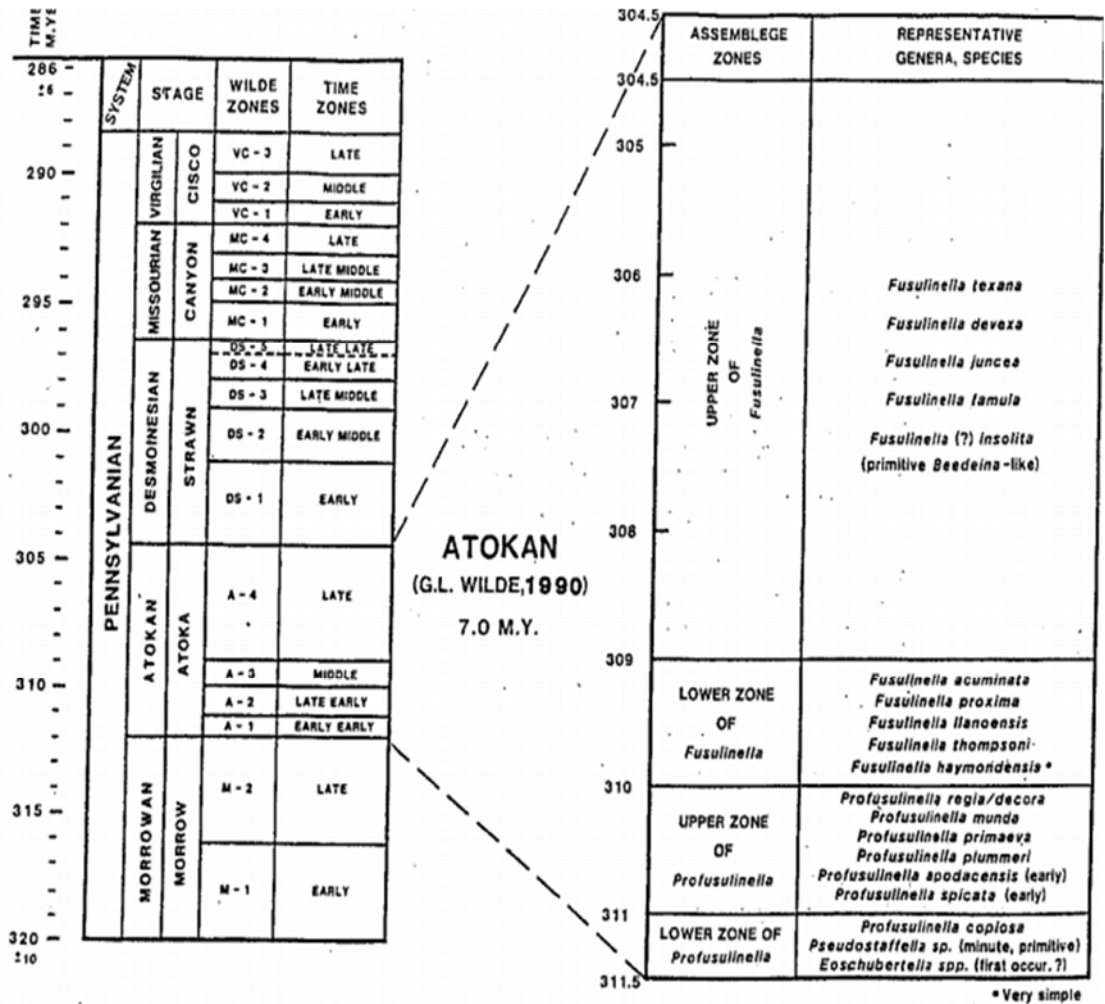 TIME
M.YB
286
±6
290
295
300
305
310
315
320
±10
SYSTEM
STAGE
WILDE
ZONES
TIME
ZONES
PENNSYLVANIAN
VIRGILIAN
CISCO
VC - 3
LATE
VC - 2
MIDDLE
VC - 1
EARLY
MISSOURIAN
CANYON
MC - 4
LATE
MC - 3
LATE MIDDLE
MC - 2
EARLY MIDDLE
MC - 1
EARLY
DESMOINESIAN
STRAWN
DS - 5
LATE LATE
DS - 4
EARLY LATE
DS - 3
LATE MIDDLE
DS - 2
EARLY MIDDLE
DS - 1
EARLY
ATOKAN
ATOKA
A - 4
LATE
A - 3
MIDDLE
A - 2
LATE EARLY
A - 1
EARLY EARLY
MORROWAN
MORROW
M - 2
LATE
M - 1
EARLY
ATOKAN
(G.L. WILDE,1990)
7.0 M.Y.
304.5
304.5
305
306
307
308
309
310
311
311.5
ASSEMBLEGE
ZONES
REPRESENTATIVE
GENERA, SPECIES
UPPER ZONE
OF
Fusulinella
Fusulinella texana
Fusulinella devexa
Fusulinella juncea
Fusulinella famula
Fusulinella (?) insolita
(primitive Beedeina-like)
LOWER ZONE
OF
Fusulinella
Fusulinella acuminata
Fusulinella proxima
Fusulinella llanoensis
Fusulinella thompsoni
Fusulinella haymondensis *
UPPER ZONE
OF
Profusulinella
Profusulinella regia/decora
Profusulinella munda
Profusulinella primaeva
Profusulinella plummeri
Profusulinella apodacensis (early)
Profusulinella spicata (early)
LOWER ZONE OF
Profusulinella
Profusulinella copiosa
Pseudostaffella sp. (minute, primitive)
Eoschubertella spp. (first occur.?)
* Very simple